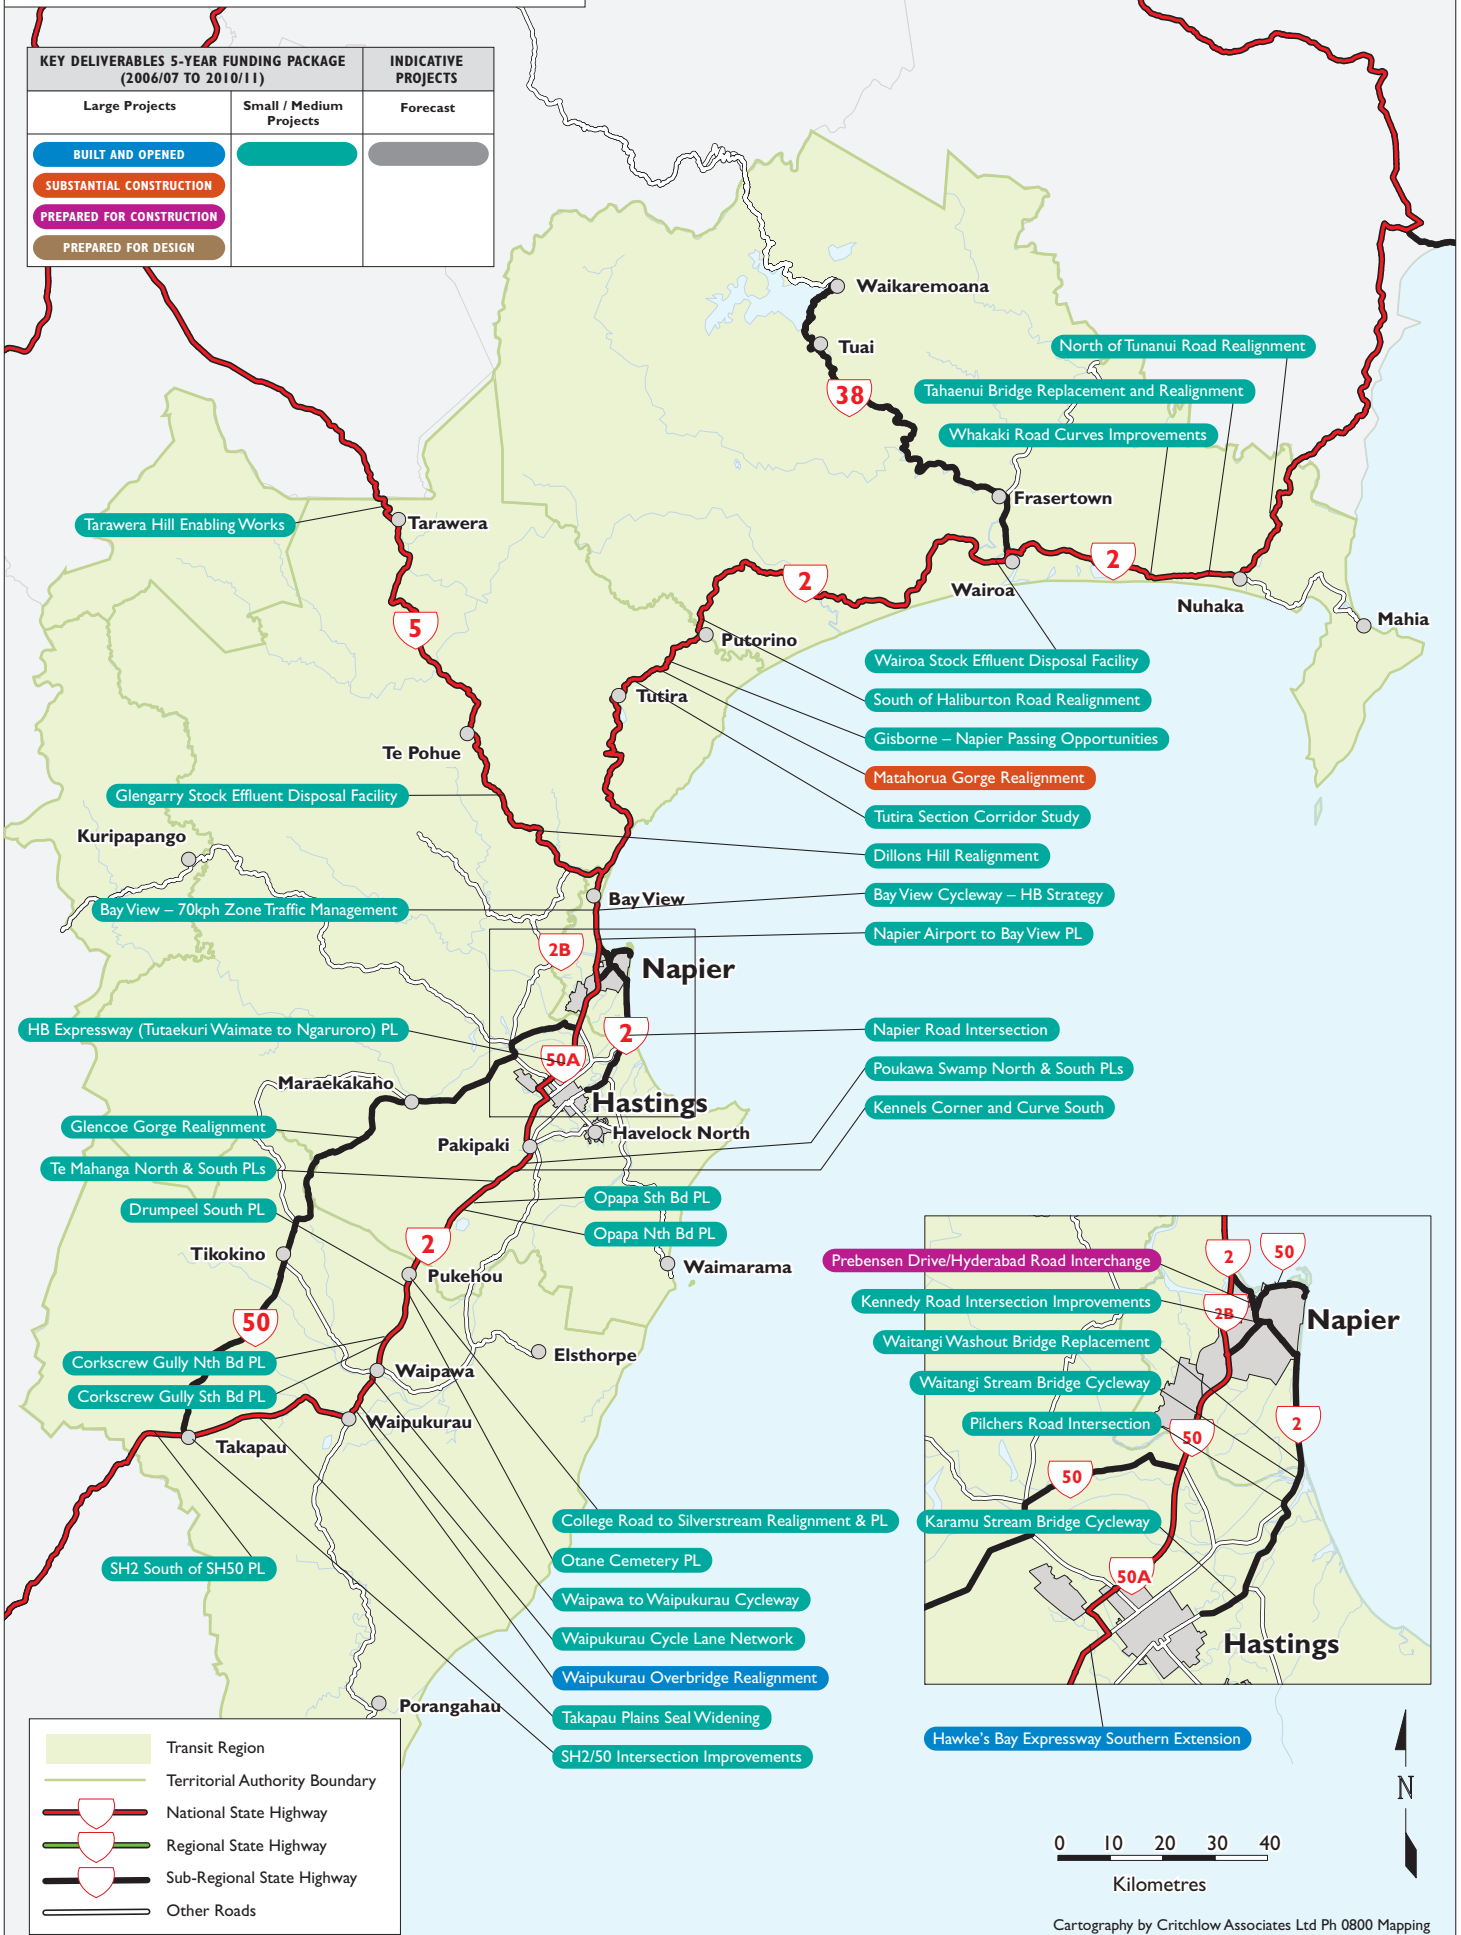 KEY DELIVERABLES 5-YEAR FUNDING PACKAGE
(2006/07 TO 2010/11)
INDICATIVE
PROJECTS
Large Projects
Small / Medium
Projects
Forecast
BUILT AND OPENED
SUBSTANTIAL CONSTRUCTION
PREPARED FOR CONSTRUCTION
PREPARED FOR DESIGN
Waikaremoana
Tuai
38
North of Tunanui Road Realignment
Tahaenui Bridge Replacement and Realignment
Whakaki Road Curves Improvements
Frasertown
Tarawera Hill Enabling Works
Tarawera
2
2
Wairoa
Nuhaka
Mahia
5
Putorino
Wairoa Stock Effluent Disposal Facility
Tutira
South of Haliburton Road Realignment
Gisborne – Napier Passing Opportunities
Te Pohue
Matahorua Gorge Realignment
Glengarry Stock Effluent Disposal Facility
Tutira Section Corridor Study
Kuripapango
Dillons Hill Realignment
Bay View
Bay View Cycleway – HB Strategy
Bay View – 70kph Zone Traffic Management
Napier Airport to Bay View PL
2B
Napier
HB Expressway (Tutaekuri Waimate to Ngaruroro) PL
2
Napier Road Intersection
50A
Poukawa Swamp North & South PLs
Maraekakaho
Hastings
Kennels Corner and Curve South
Glencoe Gorge Realignment
Havelock North
Pakipaki
Te Mahanga North & South PLs
Opapa Sth Bd PL
Drumpeel South PL
Opapa Nth Bd PL
Tikokino
2
Pukehou
Waimarama
50
Elsthorpe
Corkscrew Gully Nth Bd PL
Waipawa
Corkscrew Gully Sth Bd PL
Waipukurau
Takapau
College Road to Silverstream Realignment & PL
Otane Cemetery PL
SH2 South of SH50 PL
Waipawa to Waipukurau Cycleway
Waipukurau Cycle Lane Network
Waipukurau Overbridge Realignment
Porangahau
Takapau Plains Seal Widening
SH2/50 Intersection Improvements
Prebensen Drive/Hyderabad Road Interchange
2
50
Kennedy Road Intersection Improvements
2B
Napier
Waitangi Washout Bridge Replacement
Waitangi Stream Bridge Cycleway
Pilchers Road Intersection
2
50
50
Karamu Stream Bridge Cycleway
50A
Hastings
Hawke's Bay Expressway Southern Extension
Transit Region
Territorial Authority Boundary
National State Highway
Regional State Highway
Sub-Regional State Highway
Other Roads
N
0 10 20 30 40
Kilometres
Cartography by Critchlow Associates Ltd Ph 0800 Mapping